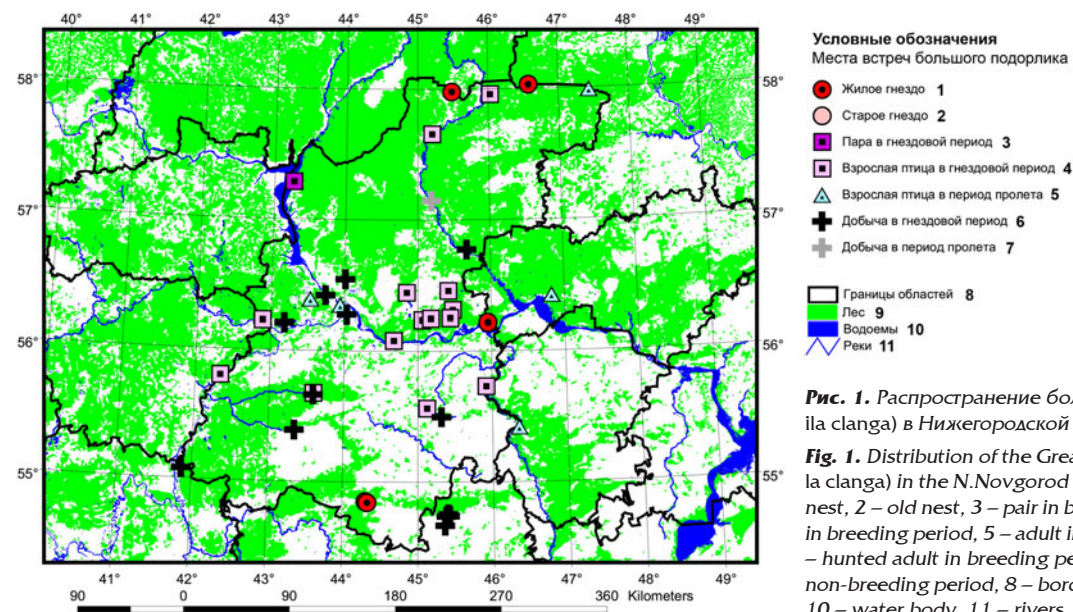 40° 41° 42° 43° 44° 45° 46° 47° 48° 49°
58° 58°
57° 57°
56° 56°
55° 55°
41° 42° 43° 44° 45° 46° 47° 48° 49°
90 0 90 180 270 360 Kilometers
Условные обозначения
Места встреч большого подорлика
Жилое гнездо 1
Старое гнездо 2
Пара в гнездовой период 3
Взрослая птица в гнездовой период 4
Взрослая птица в период пролета 5
Добыча в гнездовой период 6
Добыча в период пролета 7
Границы областей 8
Лес 9
Водоемы 10
Реки 11
Рис. 1. Распространение бол
ila clanga) в Нижегородской
Fig. 1. Distribution of the Grea
la clanga) in the N.Novgorod
nest, 2 – old nest, 3 – pair in b
in breeding period, 5 – adult i
– hunted adult in breeding pe
non-breeding period, 8 – bor
10 – water body, 11 – rivers